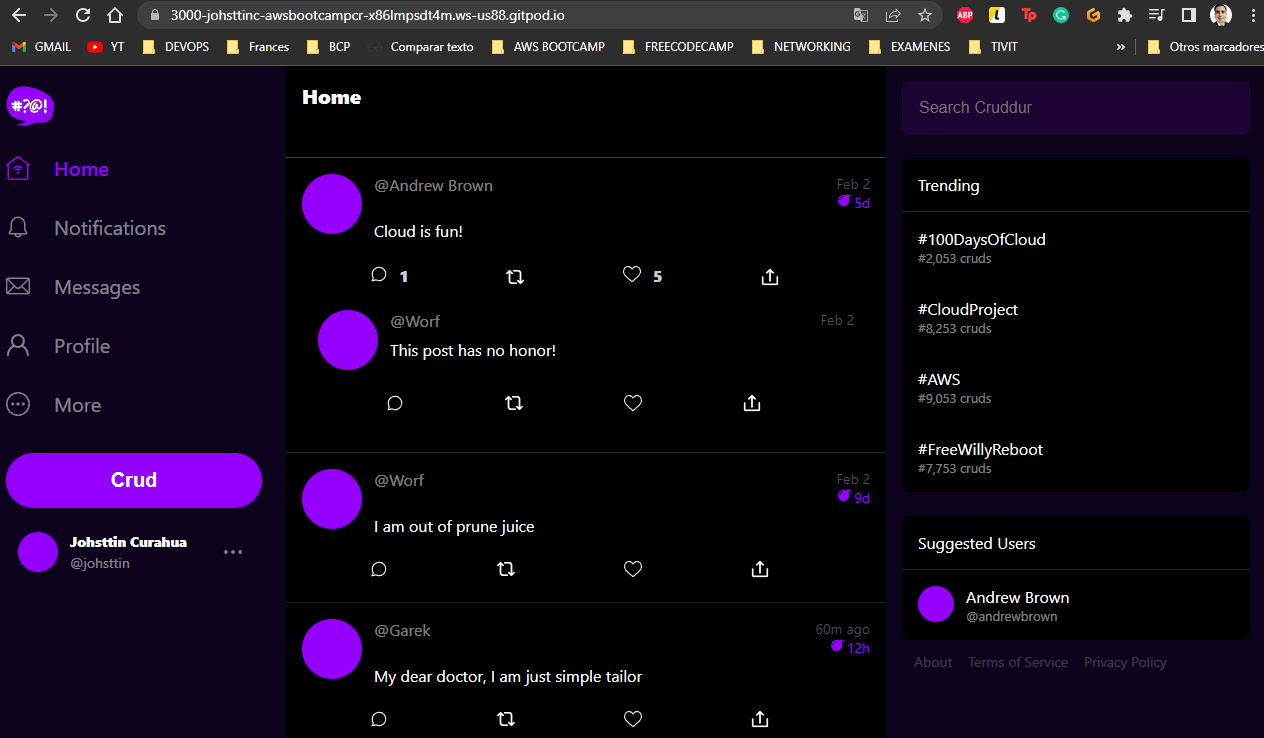 3000-johsttinc-awsbootcampcr-x86lmpsdt4m.ws-us88.gitpod.io
ABP
L
Tp
G
G
GMAIL YT DEVOPS Frances BCP Comparar texto AWS BOOTCAMP FREECODECAMP NETWORKING EXAMENES TIVIT » Otros marcadores
#?@!
Home
Notifications
Messages
Profile
More
Crud
Johsttin Curahua
@johsttin
Home
@Andrew Brown Feb 2
5d
Cloud is fun!
1 5
@Worf Feb 2
This post has no honor!
@Worf Feb 2
9d
I am out of prune juice
@Garek 60m ago
12h
My dear doctor, I am just simple tailor
Search Cruddur
Trending
#100DaysOfCloud
#2,053 cruds
#CloudProject
#8,253 cruds
#AWS
#9,053 cruds
#FreeWillyReboot
#7,753 cruds
Suggested Users
Andrew Brown
@andrewbrown
About Terms of Service Privacy Policy